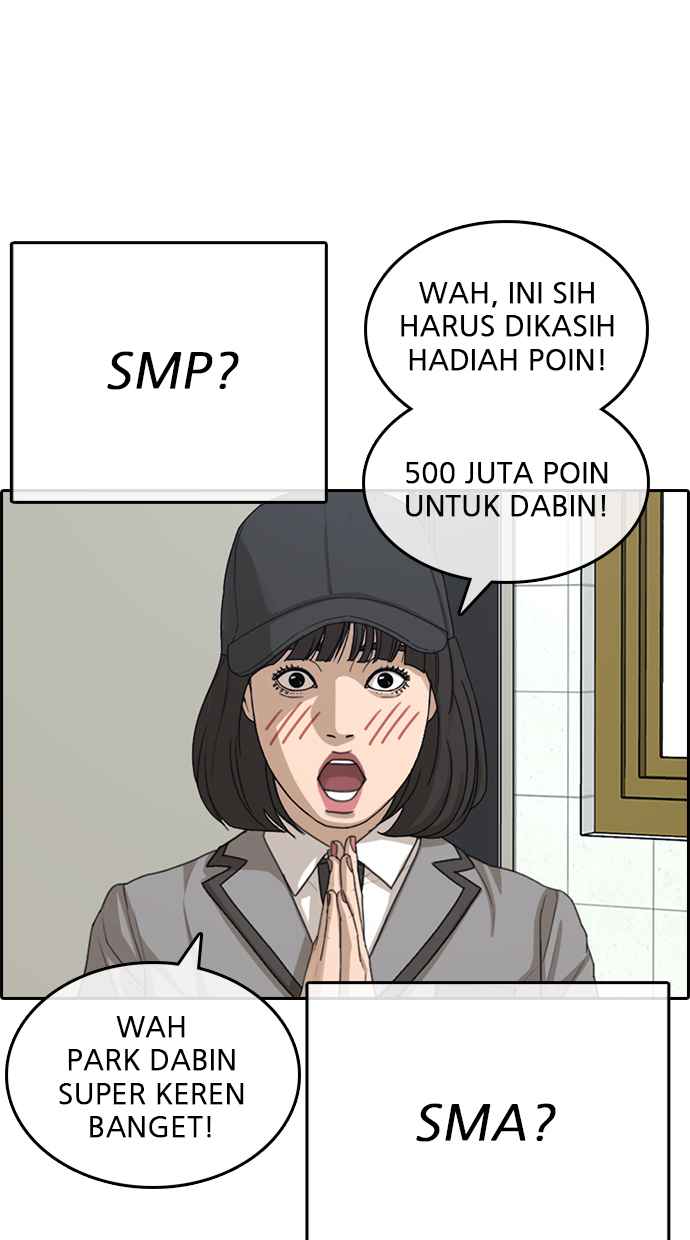 SMP?
WAH, INI SIH
HARUS DIKASIH
HADIAH POIN!
500 JUTA POIN
UNTUK DABIN!
WAH
PARK DABIN
SUPER KEREN
BANGET!
SMA?